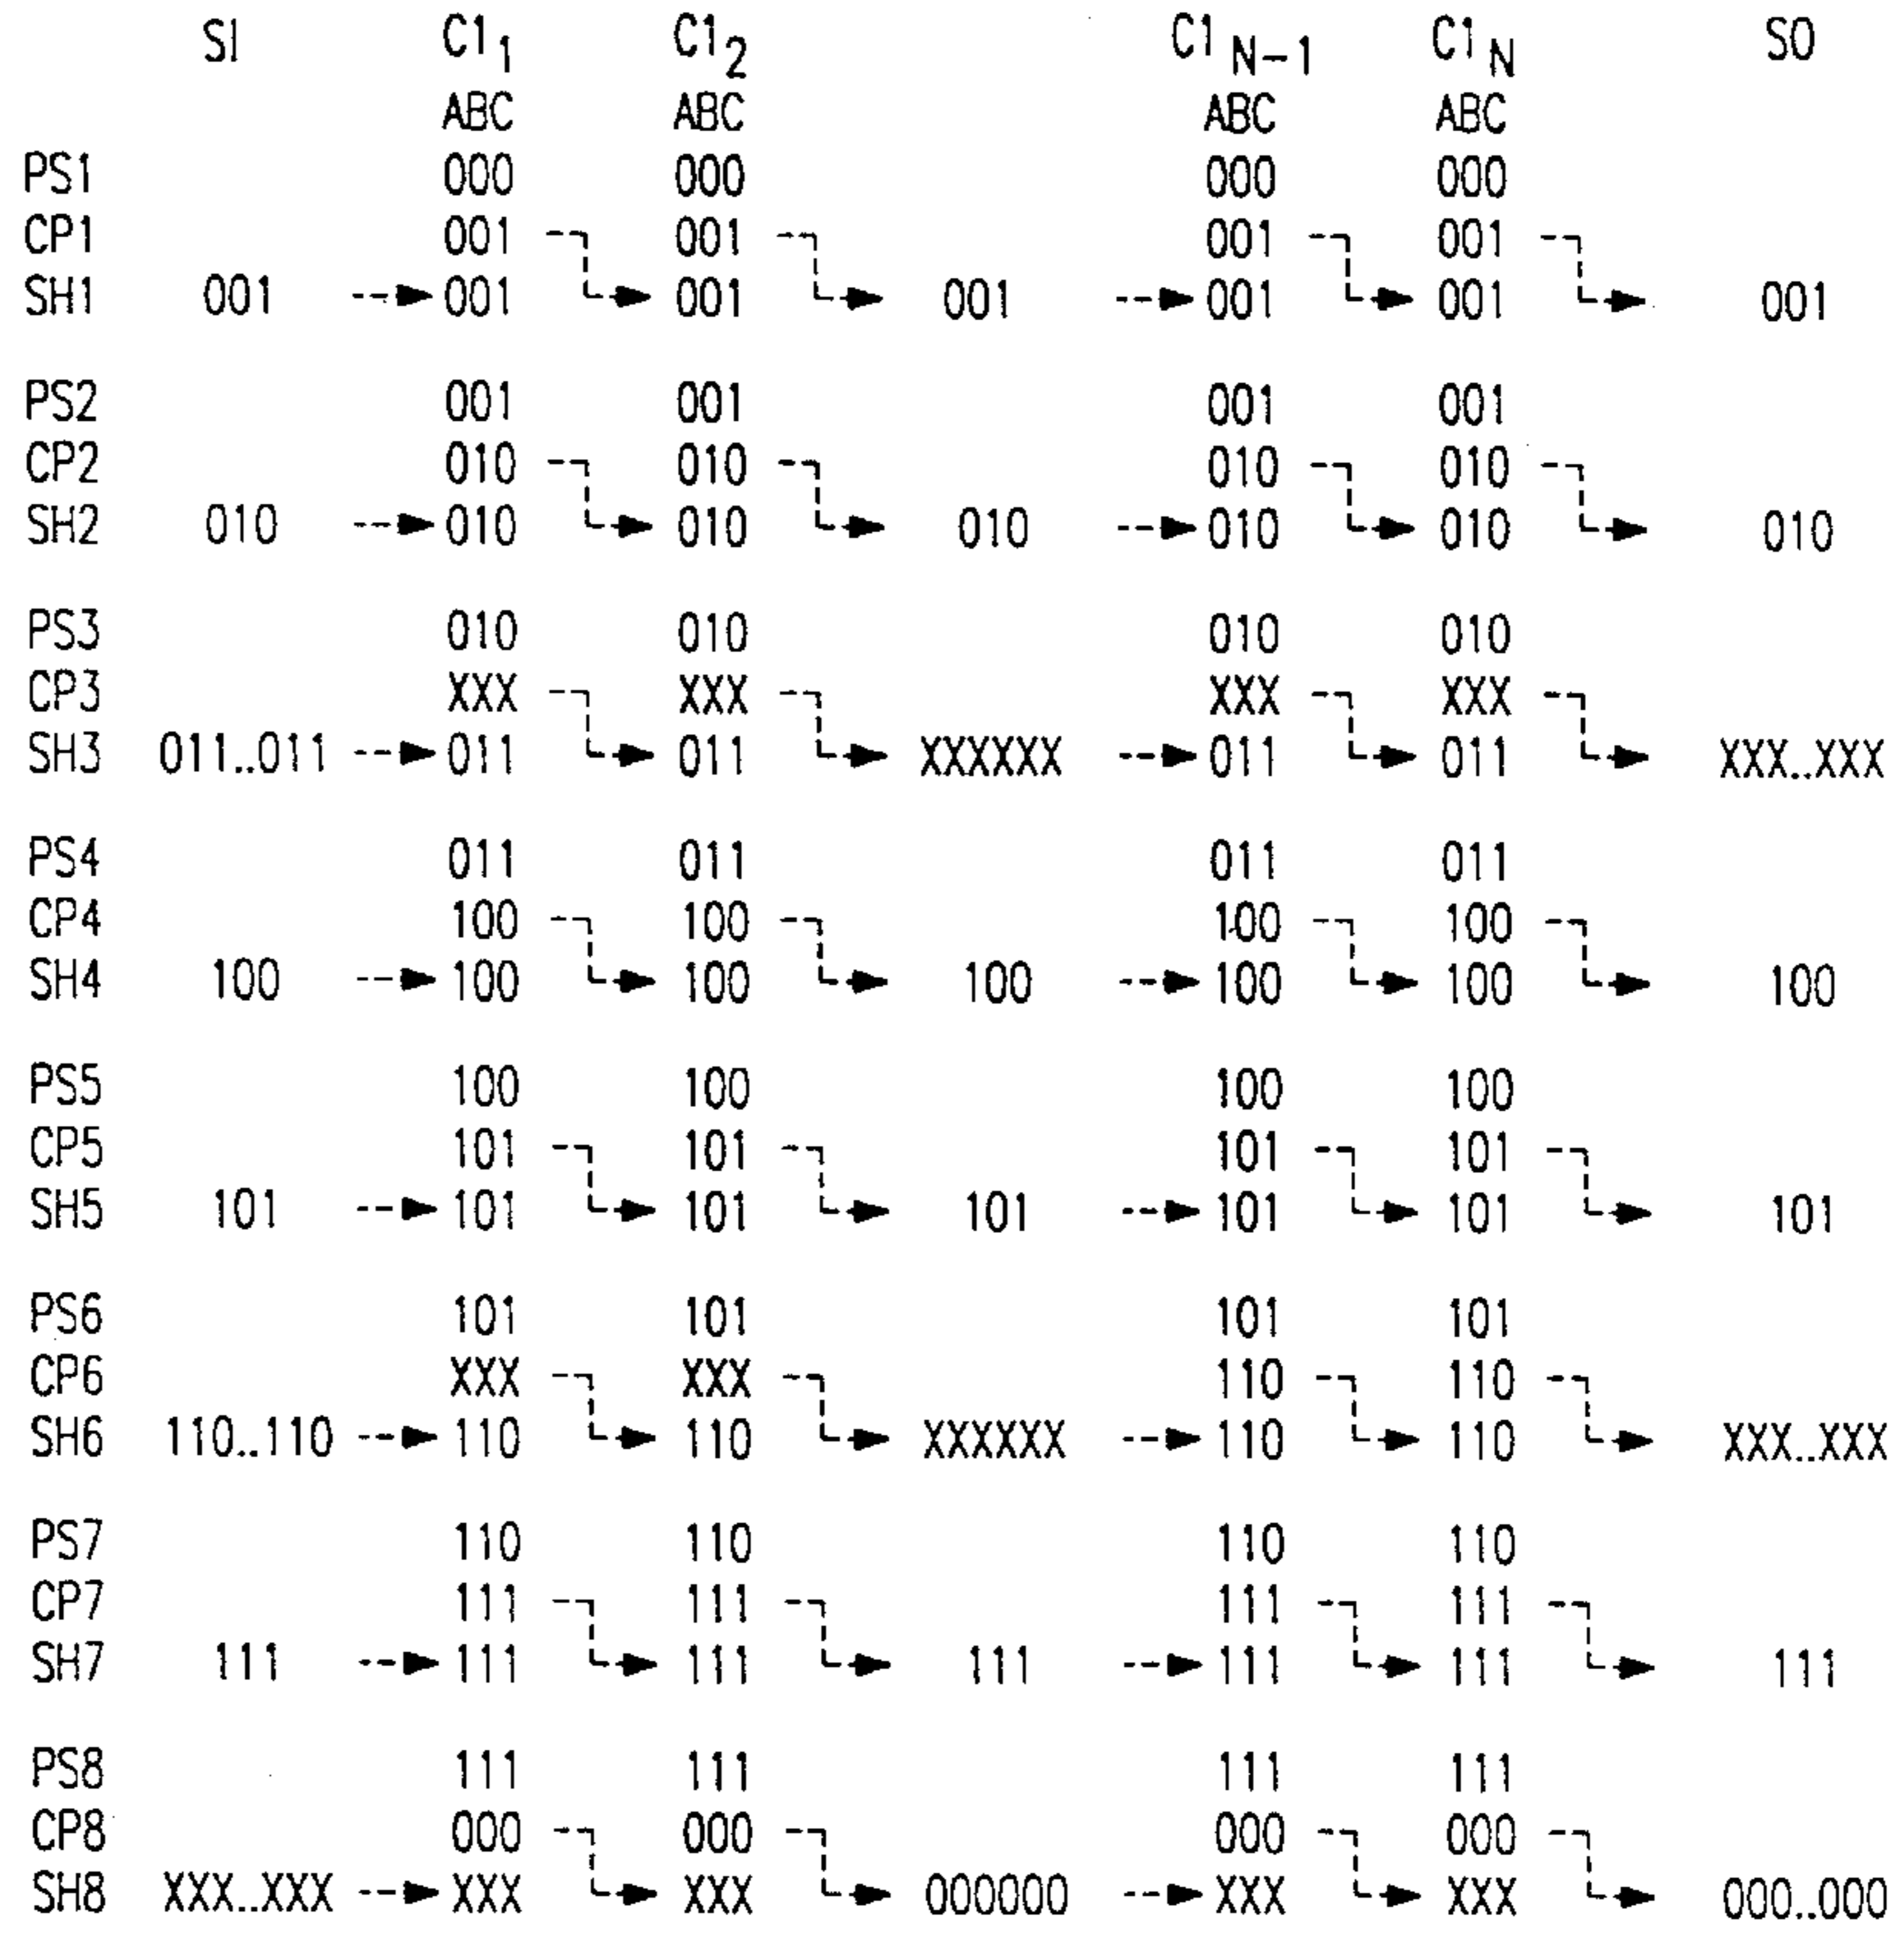 SI C1₁ C1₂ C1 N-1 C1 N SO
ABC ABC ABC ABC
PS1 000 000 000 000
CP1 001 001 001 001
SH1 001 001 001 001 001 001 001
PS2 001 001 001 001
CP2 010 010 010 010
SH2 010 010 010 010 010 010 010
PS3 010 010 010 010
CP3 XXX XXX XXX XXX
SH3 011..011 011 011 XXXXXX 011 011 XXX..XXX
PS4 011 011 011 011
CP4 100 100 100 100
SH4 100 100 100 100 100 100 100
PS5 100 100 100 100
CP5 101 101 101 101
SH5 101 101 101 101 101 101 101
PS6 101 101 101 101
CP6 XXX XXX 110 110
SH6 110..110 110 110 XXXXXX 110 110 XXX..XXX
PS7 110 110 110 110
CP7 111 111 111 111
SH7 111 111 111 111 111 111 111
PS8 111 111 111 111
CP8 000 000 000 000
SH8 XXX..XXX XXX XXX 000000 XXX XXX 000..000